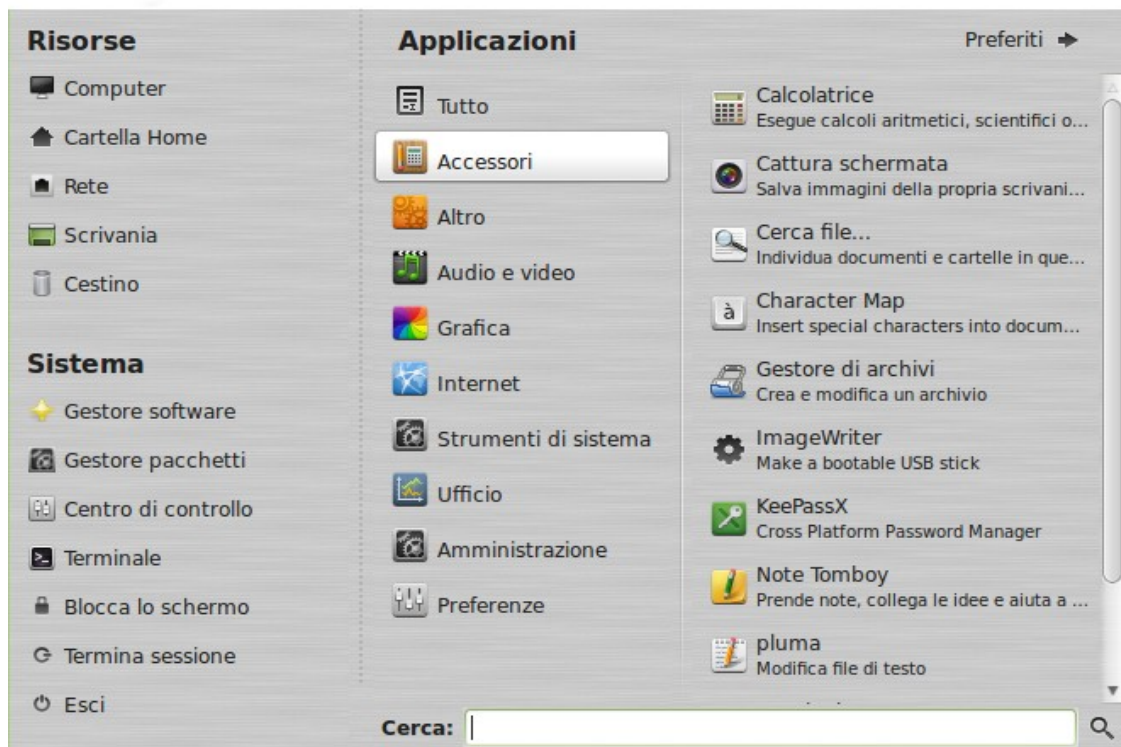 Risorse
Computer
Cartella Home
Rete
Scrivania
Cestino
Sistema
Gestore software
Gestore pacchetti
Centro di controllo
Terminale
Blocca lo schermo
Termina sessione
Esci
Applicazioni
Preferiti
Tutto
Accessori
Altro
Audio e video
Grafica
Internet
Strumenti di sistema
Ufficio
Amministrazione
Preferenze
Calcolatrice
Esegue calcoli aritmetici, scientifici o...
Cattura schermata
Salva immagini della propria scrivani...
Cerca file...
Individua documenti e cartelle in que...
Character Map
Insert special characters into docum...
Gestore di archivi
Crea e modifica un archivio
ImageWriter
Make a bootable USB stick
KeePassX
Cross Platform Password Manager
Note Tomboy
Prende note, collega le idee e aiuta a ...
pluma
Modifica file di testo
Cerca: